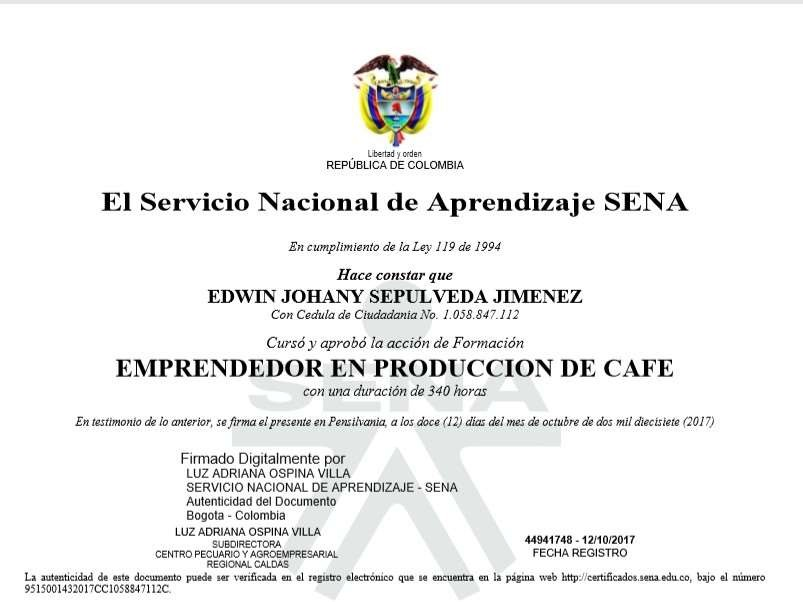 Libertad y orden
REPÚBLICA DE COLOMBIA
El Servicio Nacional de Aprendizaje SENA
En cumplimiento de la Ley 119 de 1994
Hace constar que
EDWIN JOHANY SEPULVEDA JIMENEZ
Con Cedula de Ciudadania No. 1.058.847.112
Cursó y aprobó la acción de Formación
EMPRENDEDOR EN PRODUCCION DE CAFE
SENA
con una duración de 340 horas
En testimonio de lo anterior, se firma el presente en Pensilvania, a los doce (12) días del mes de octubre de dos mil diecisiete (2017)
Firmado Digitalmente por
LUZ ADRIANA OSPINA VILLA
SERVICIO NACIONAL DE APRENDIZAJE - SENA
Autenticidad del Documento
Bogota - Colombia
LUZ ADRIANA OSPINA VILLA
SUBDIRECTORA
CENTRO PECUARIO Y AGROEMPRESARIAL
REGIONAL CALDAS
44941748 - 12/10/2017
FECHA REGISTRO
La autenticidad de este documento puede ser verificada en el registro electrónico que se encuentra en la página web http://certificados.sena.edu.co, bajo el número
9515001432017CC1058847112C.